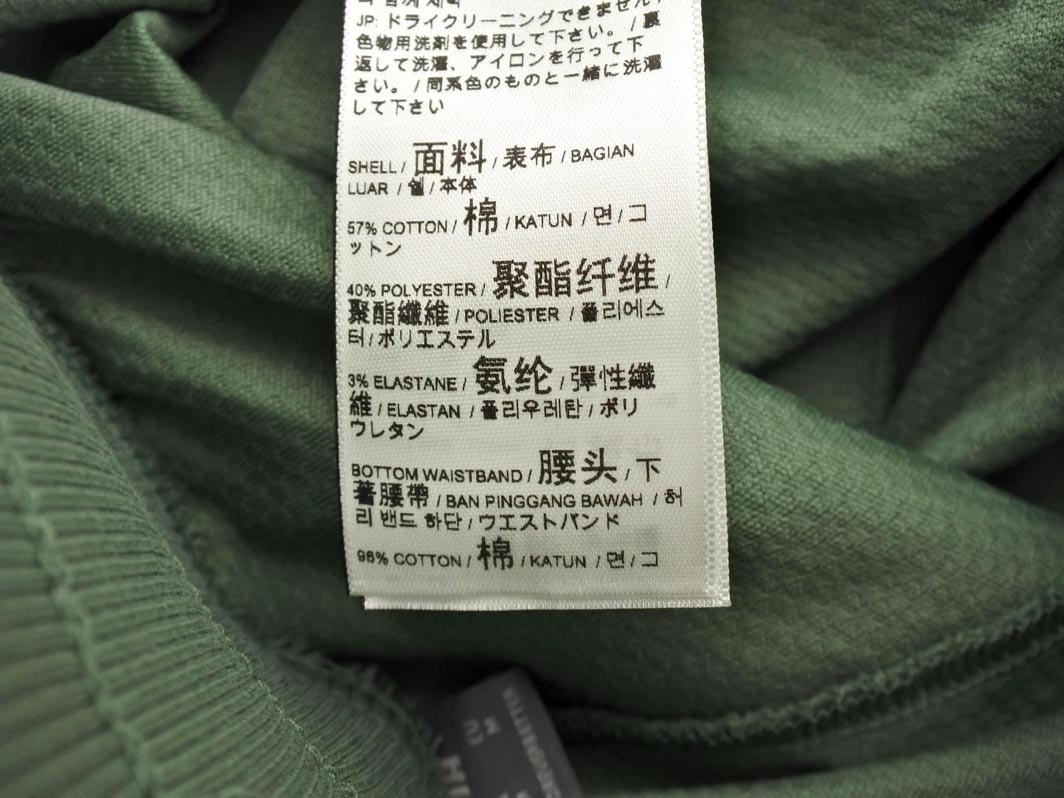 JP: ドライクリーニングできません / 裏
色物用洗剤を使用して下さい。 / 裏
返して洗濯、アイロンを行って下
さい。 / 同系色のものと一緒に洗濯
して下さい
SHELL / 面料 / 表布 / BAGIAN
LUAR / 쉘 / 本体
57% COTTON / 棉 / KATUN / 면 / コ
ットン
40% POLYESTER / 聚酯纤维 /
聚酯纖維 / POLIESTER / 폴리에스
터 / ポリエステル
3% ELASTANE / 氨纶 / 彈性纖
維 / ELASTAN / 폴리우레탄 / ポリ
ウレタン
BOTTOM WAISTBAND / 腰头 / 下
著腰帶 / BAN PINGGANG BAWAH / 허
리 밴드 하단 / ウエストバンド
96% COTTON / 棉 / KATUN / 면 / コ
EU
M